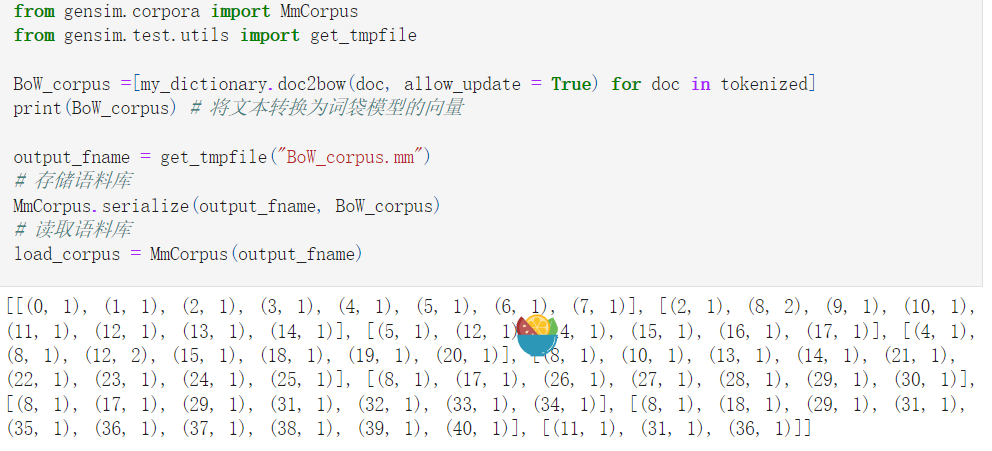 from gensim.corpora import MmCorpus
from gensim.test.utils import get_tmpfile
BoW_corpus =[my_dictionary.doc2bow(doc, allow_update = True) for doc in tokenized]
print(BoW_corpus) # 将文本转换为词袋模型的向量
output_fname = get_tmpfile("BoW_corpus.mm")
# 存储语料库
MmCorpus.serialize(output_fname, BoW_corpus)
# 读取语料库
load_corpus = MmCorpus(output_fname)
[[(0, 1), (1, 1), (2, 1), (3, 1), (4, 1), (5, 1), (6, 1), (7, 1)], [(2, 1), (8, 2), (9, 1), (10, 1),
(11, 1), (12, 1), (13, 1), (14, 1)], [(5, 1), (12, 1) 4, 1), (15, 1), (16, 1), (17, 1)], [(4, 1),
(8, 1), (12, 2), (15, 1), (18, 1), (19, 1), (20, 1)], [(8, 1), (10, 1), (13, 1), (14, 1), (21, 1),
(22, 1), (23, 1), (24, 1), (25, 1)], [(8, 1), (17, 1), (26, 1), (27, 1), (28, 1), (29, 1), (30, 1)],
[(8, 1), (17, 1), (29, 1), (31, 1), (32, 1), (33, 1), (34, 1)], [(8, 1), (18, 1), (29, 1), (31, 1),
(35, 1), (36, 1), (37, 1), (38, 1), (39, 1), (40, 1)], [(11, 1), (31, 1), (36, 1)]]